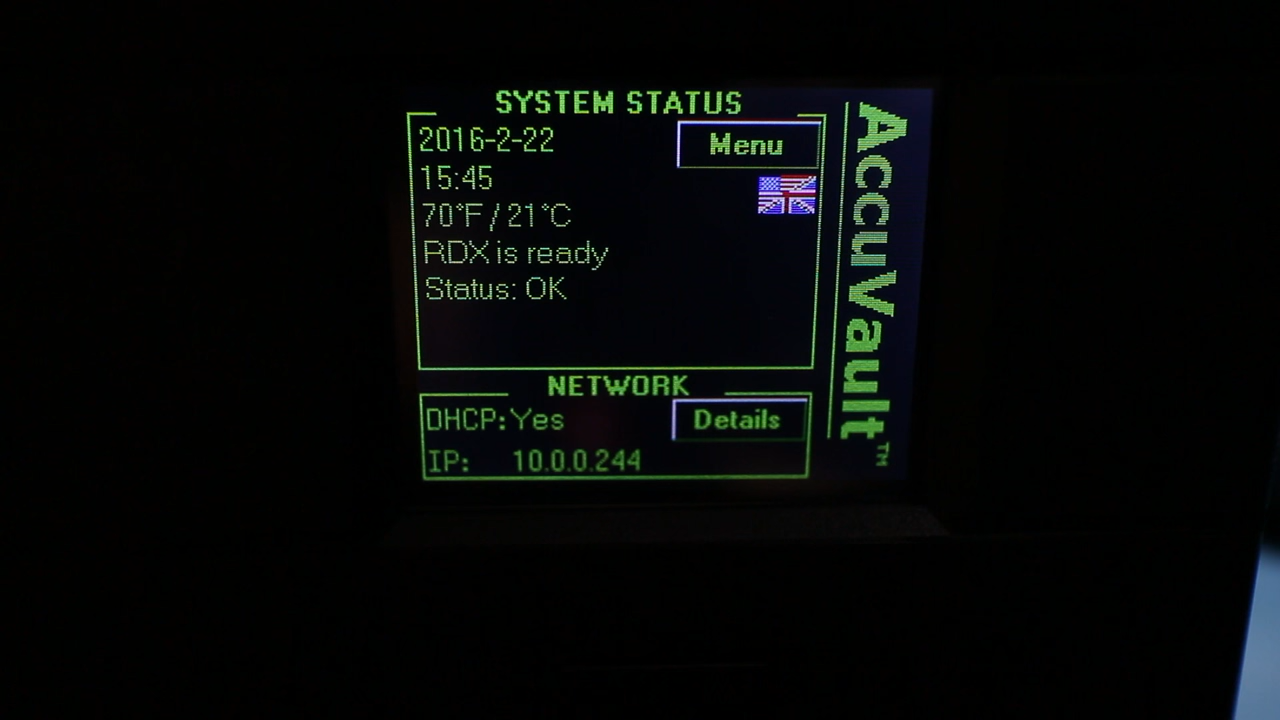 SYSTEM STATUS
2016-2-22
Menu
15:45
70°F / 21°C
RDX is ready
Status: OK
NETWORK
DHCP: Yes
Details
IP: 10.0.0.244
AccuVault™